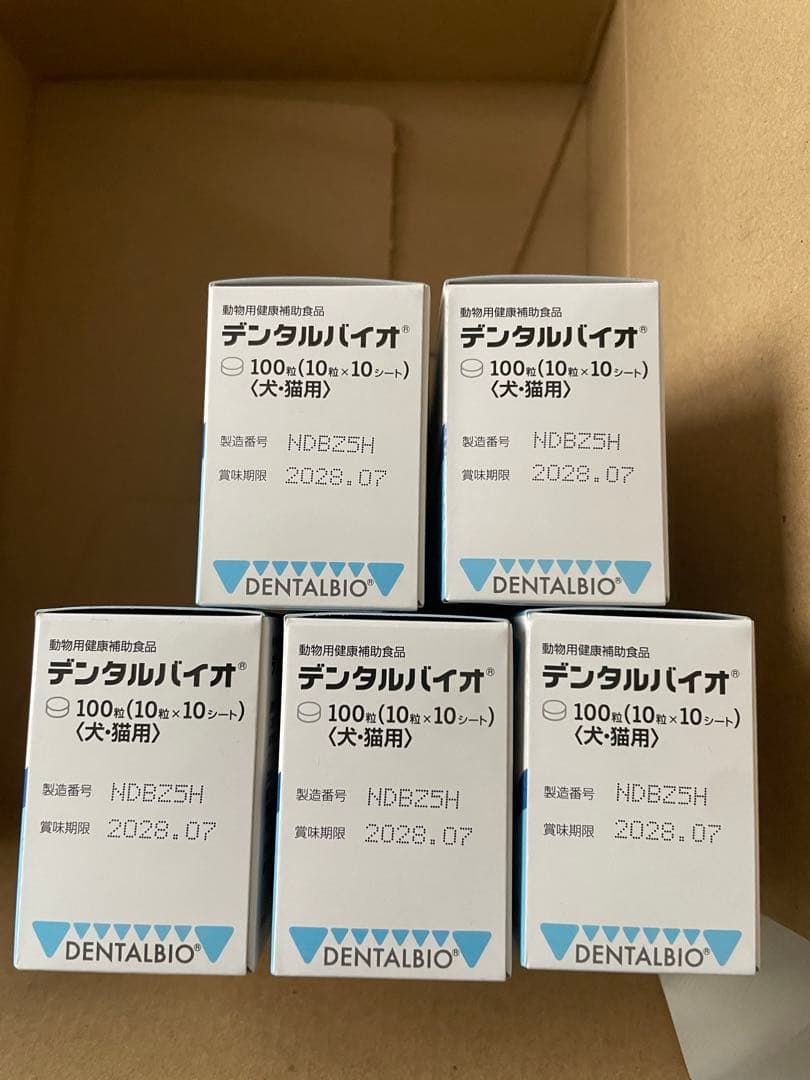 動物用健康補助食品
デンタルバイオ®
100粒(10粒×10シート)
〈犬・猫用〉
製造番号 NDBZ5H
賞味期限 2028.07
DENTALBIO®
動物用健康補助食品
デンタルバイオ®
100粒(10粒×10シート)
〈犬・猫用〉
製造番号 NDBZ5H
賞味期限 2028.07
DENTALBIO®
動物用健康補助食品
デンタルバイオ®
100粒(10粒×10シート)
〈犬・猫用〉
製造番号 NDBZ5H
賞味期限 2028.07
DENTALBIO®
動物用健康補助食品
デンタルバイオ®
100粒(10粒×10シート)
〈犬・猫用〉
製造番号 NDBZ5H
賞味期限 2028.07
DENTALBIO®
動物用健康補助食品
デンタルバイオ®
100粒(10粒×10シート)
〈犬・猫用〉
製造番号 NDBZ5H
賞味期限 2028.07
DENTALBIO®